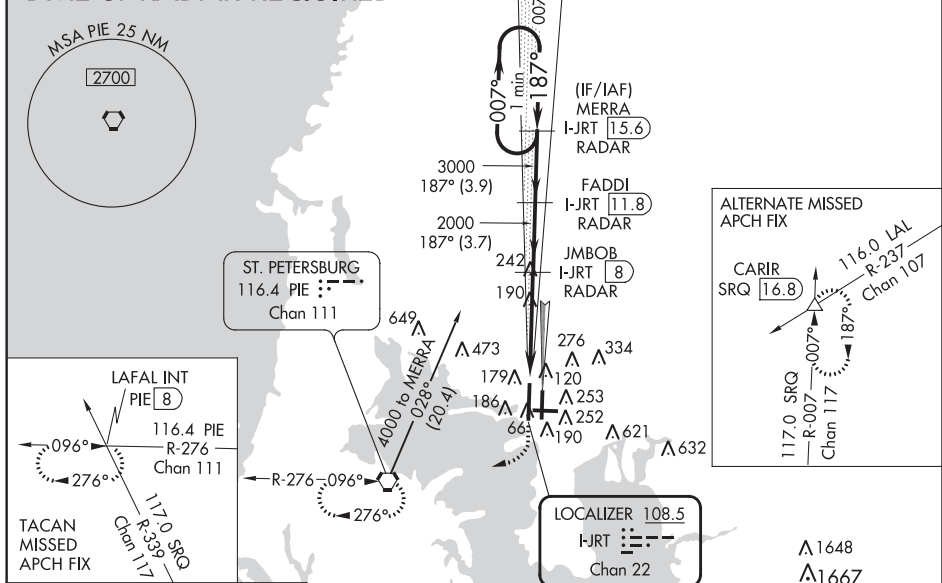 MSA PIE 25 NM
2700
007°
187°
1 min
007
(IF/IAF)
MERRA
I-JRT 15.6
RADAR
3000
187° (3.9)
FADDI
I-JRT 11.8
RADAR
2000
187° (3.7)
JMBOB
I-JRT 8
RADAR
242
190
ST. PETERSBURG
116.4 PIE
Chan 111
649
473
276
334
179
120
186
253
252
66
190
621
632
4000 to MERRA
028°
(20.4)
R-276
096°
276°
LAFAL INT
PIE 8
116.4 PIE
R-276
Chan 111
096°
276°
117.0 SRQ
R-339
Chan 117
TACAN
MISSED
APCH FIX
ALTERNATE MISSED
APCH FIX
CARIR
SRQ 16.8
116.0 LAL
R-237
Chan 107
007°
187°
117.0 SRQ
R-007
Chan 117
LOCALIZER 108.5
I-JRT
Chan 22
1648
1667